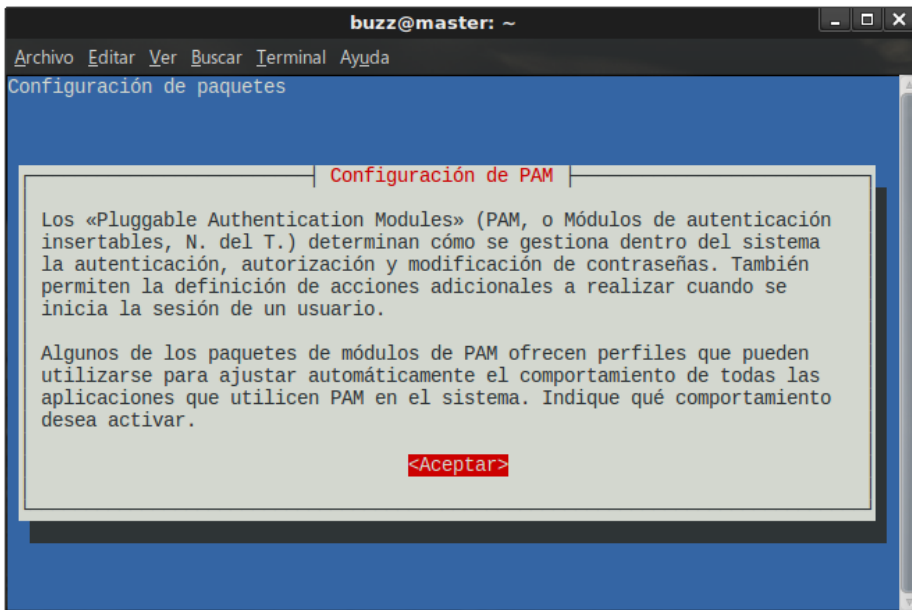 buzz@master: ~
Archivo Editar Ver Buscar Terminal Ayuda
Configuración de paquetes
Configuración de PAM
Los «Pluggable Authentication Modules» (PAM, o Módulos de autenticación
insertables, N. del T.) determinan cómo se gestiona dentro del sistema
la autenticación, autorización y modificación de contraseñas. También
permiten la definición de acciones adicionales a realizar cuando se
inicia la sesión de un usuario.
Algunos de los paquetes de módulos de PAM ofrecen perfiles que pueden
utilizarse para ajustar automáticamente el comportamiento de todas las
aplicaciones que utilicen PAM en el sistema. Indique qué comportamiento
desea activar.
<Aceptar>